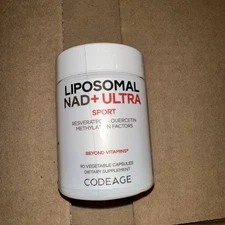 LIPOSOMAL
NAD+ ULTRA
SPORT
RESVERATROL QUERCETIN
METHYLATION FACTORS
BEYOND VITAMINS®
90 VEGETABLE CAPSULES
DIETARY SUPPLEMENT
CODEAGE